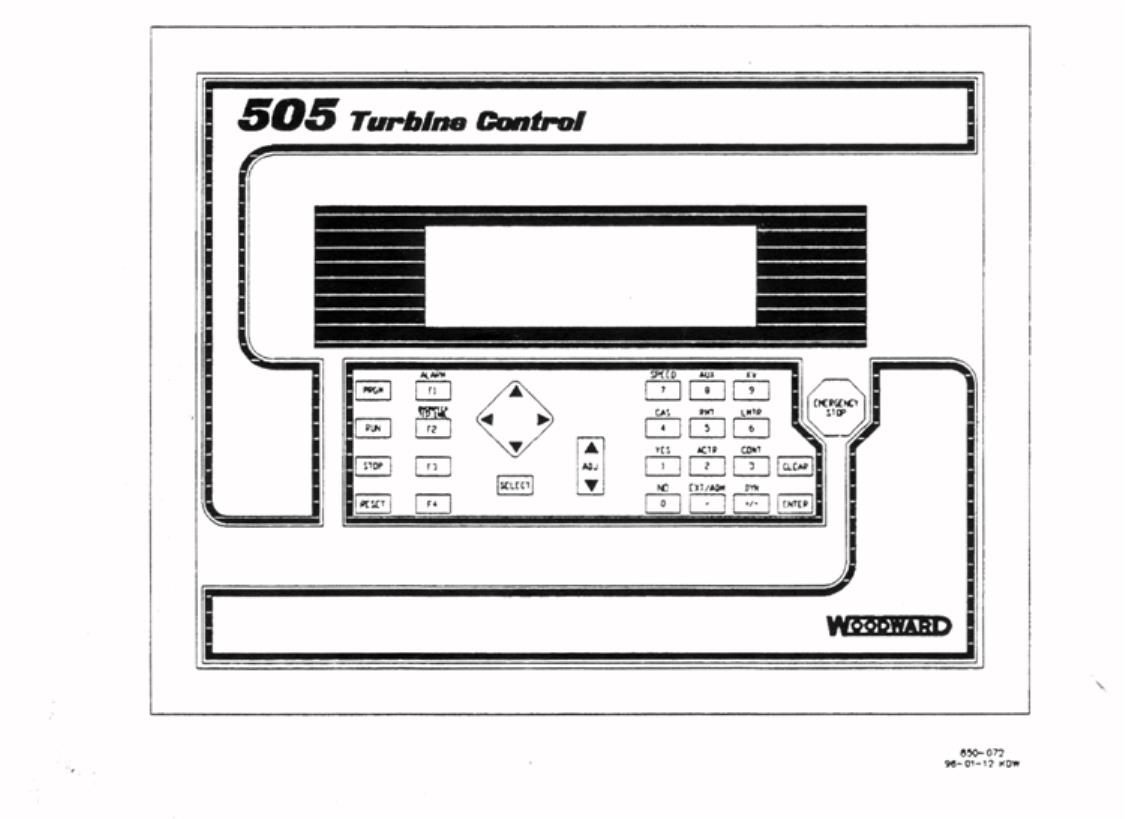 505 Turbine Control
ALARM SPEED AUX KW
PRGM F1 7 8 9
EMERGENCY
STOP
CAS RMT LMTR
RUN F2 4 5 6
YES ACTR CONT
STOP F3 ADJ 1 2 3 CLEAR
SELECT
NO EXT/ADM DYN
RESET F4 0 ENTER
WOODWARD
850-072
96-01-12 KDW